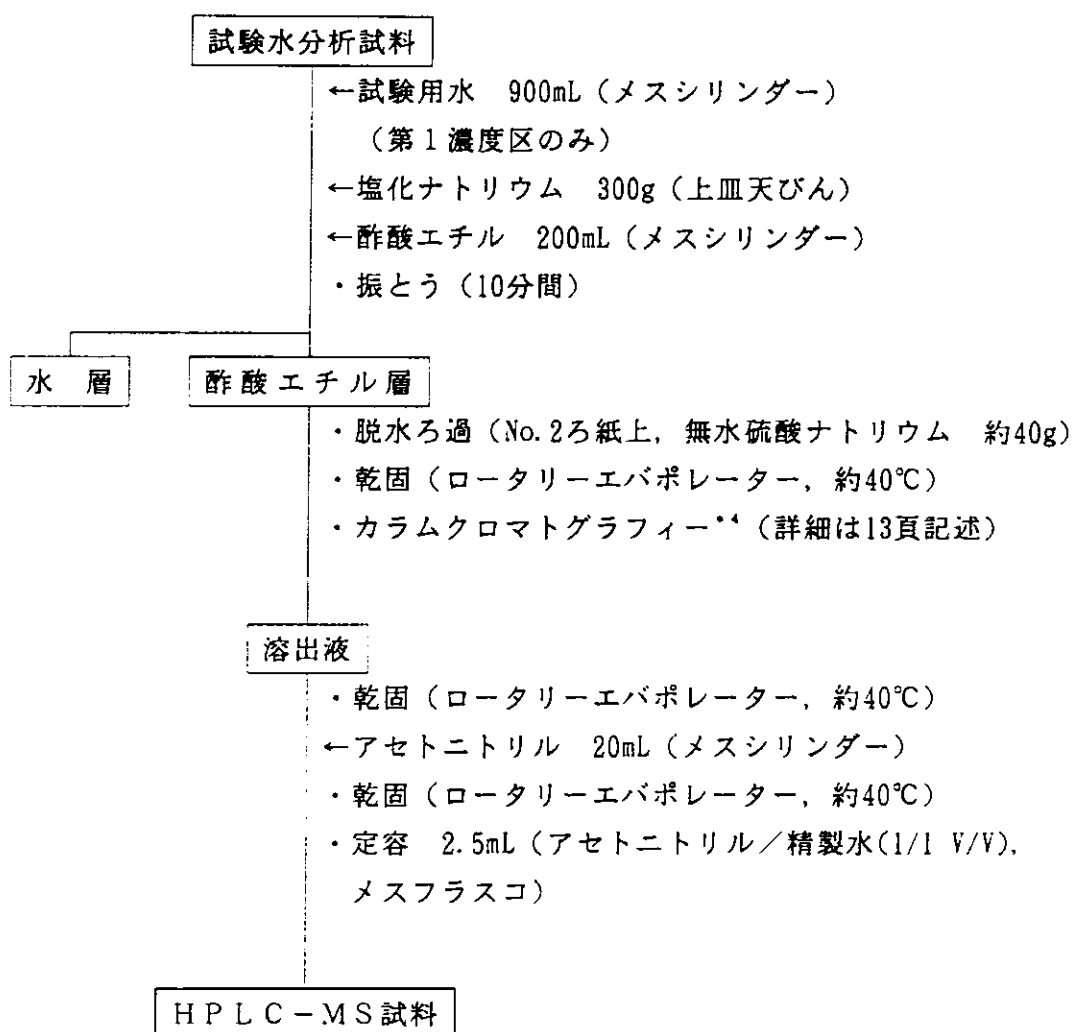 試験水分析試料
←試験用水 900mL（メスシリンダー）
（第１濃度区のみ）
←塩化ナトリウム 300g（上皿天びん）
←酢酸エチル 200mL（メスシリンダー）
・振とう（10分間）
水 層
酢酸エチル層
・脱水ろ過（No.2ろ紙上，無水硫酸ナトリウム 約40g）
・乾固（ロータリーエバポレーター，約40℃）
・カラムクロマトグラフィー*4（詳細は13頁記述）
溶出液
・乾固（ロータリーエバポレーター，約40℃）
←アセトニトリル 20mL（メスシリンダー）
・乾固（ロータリーエバポレーター，約40℃）
・定容 2.5mL（アセトニトリル／精製水(1/1 V/V)，
メスフラスコ）
ＨＰＬＣ－ＭＳ試料